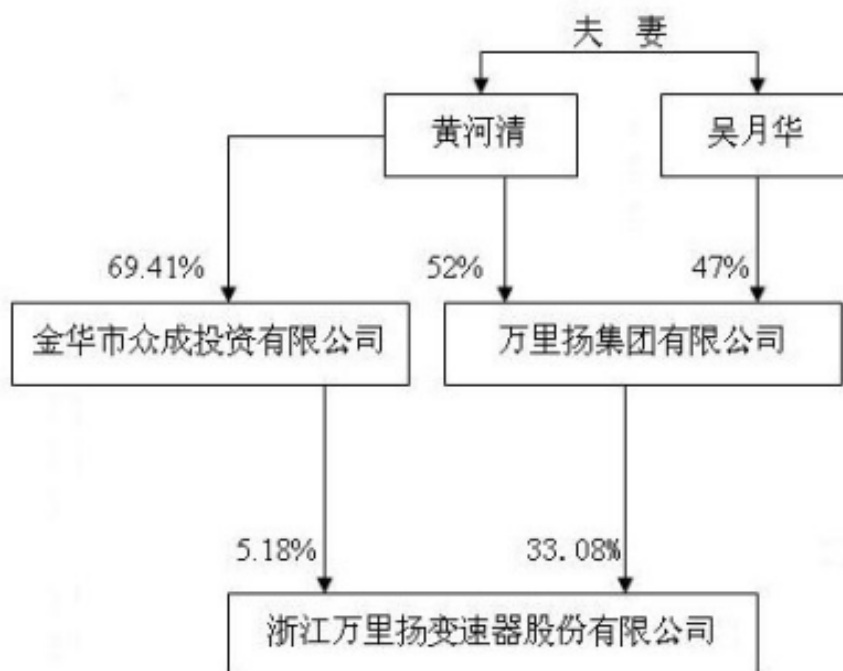 夫 妻
黄河清
吴月华
69.41%
52%
47%
金华市众成投资有限公司
万里扬集团有限公司
5.18%
33.08%
浙江万里扬变速器股份有限公司